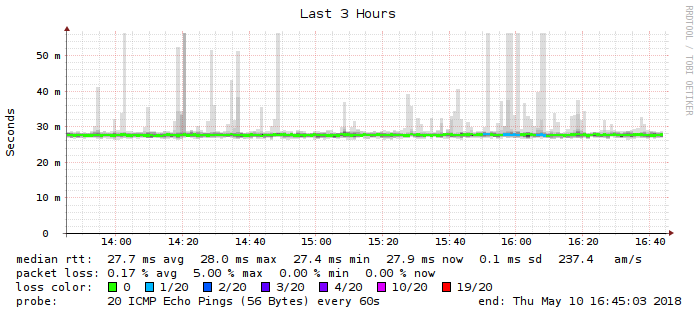 Last 3 Hours
RRDTOOL / TOBI OETIKER
Seconds
50 m
40 m
30 m
20 m
10 m
0
14:00 14:20 14:40 15:00 15:20 15:40 16:00 16:20 16:40
median rtt: 27.7 ms avg 28.0 ms max 27.4 ms min 27.9 ms now 0.1 ms sd 237.4 am/s
packet loss: 0.17 % avg 5.00 % max 0.00 % min 0.00 % now
loss color: 0 1/20 2/20 3/20 4/20 10/20 19/20
probe: 20 ICMP Echo Pings (56 Bytes) every 60s end: Thu May 10 16:45:03 2018